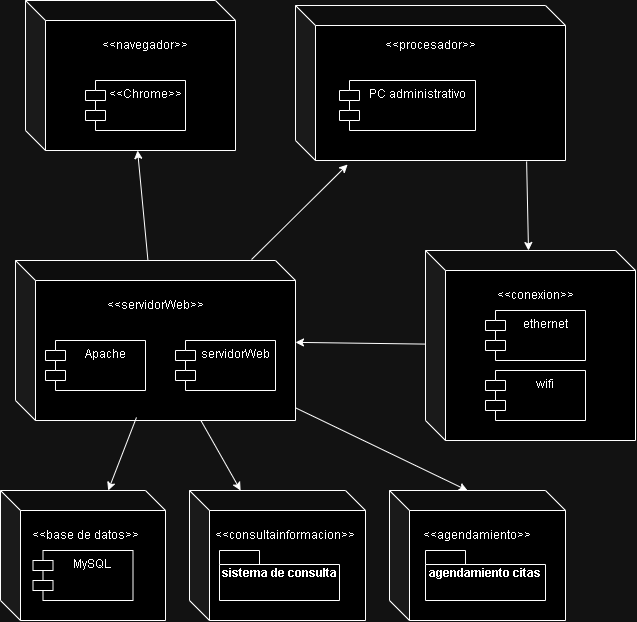 <<navegador>>
<<Chrome>>
<<procesador>>
PC administrativo
<<servidorWeb>>
Apache
servidorWeb
<<conexion>>
ethernet
wifi
<<base de datos>>
MySQL
<<consultainformacion>>
sistema de consulta
<<agendamiento>>
agendamiento citas